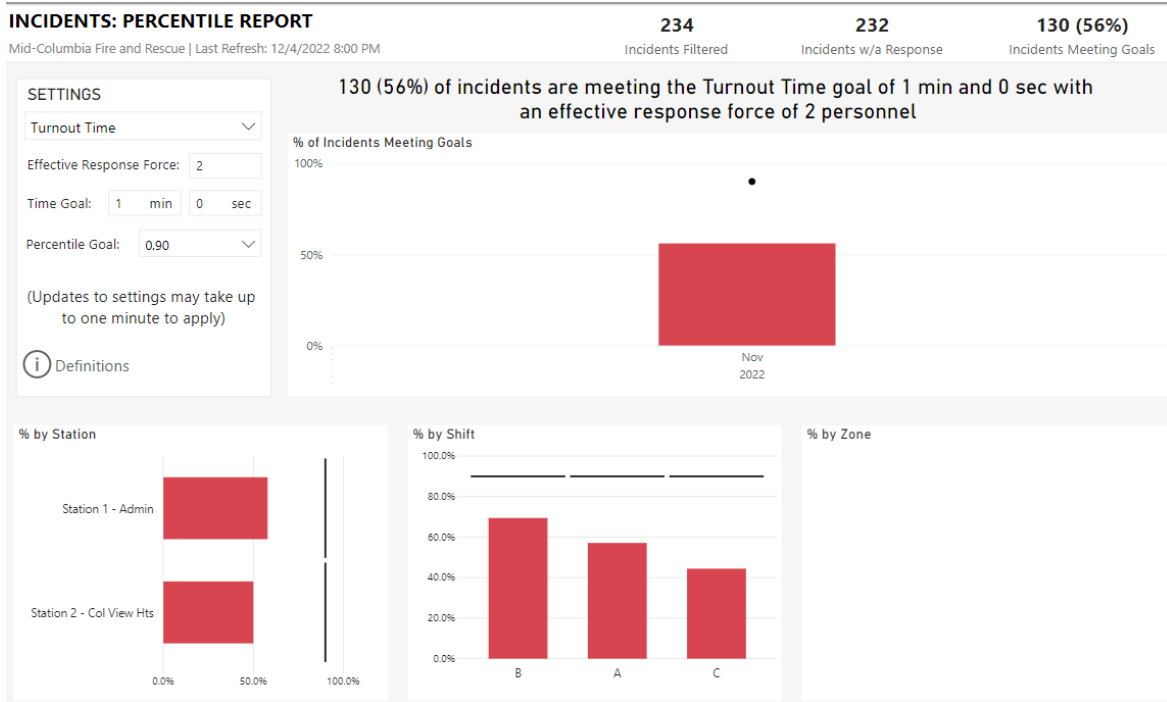 INCIDENTS: PERCENTILE REPORT
Mid-Columbia Fire and Rescue | Last Refresh: 12/4/2022 8:00 PM
234
Incidents Filtered
232
Incidents w/a Response
130 (56%)
Incidents Meeting Goals
SETTINGS
Turnout Time
Effective Response Force: 2
Time Goal: 1 min 0 sec
Percentile Goal: 0.90
(Updates to settings may take up
to one minute to apply)
i Definitions
130 (56%) of incidents are meeting the Turnout Time goal of 1 min and 0 sec with
an effective response force of 2 personnel
% of Incidents Meeting Goals
100%
50%
0%
Nov
2022
% by Station
Station 1 - Admin
Station 2 - Col View Hts
0.0% 50.0% 100.0%
% by Shift
100.0%
80.0%
60.0%
40.0%
20.0%
0.0%
B A C
% by Zone